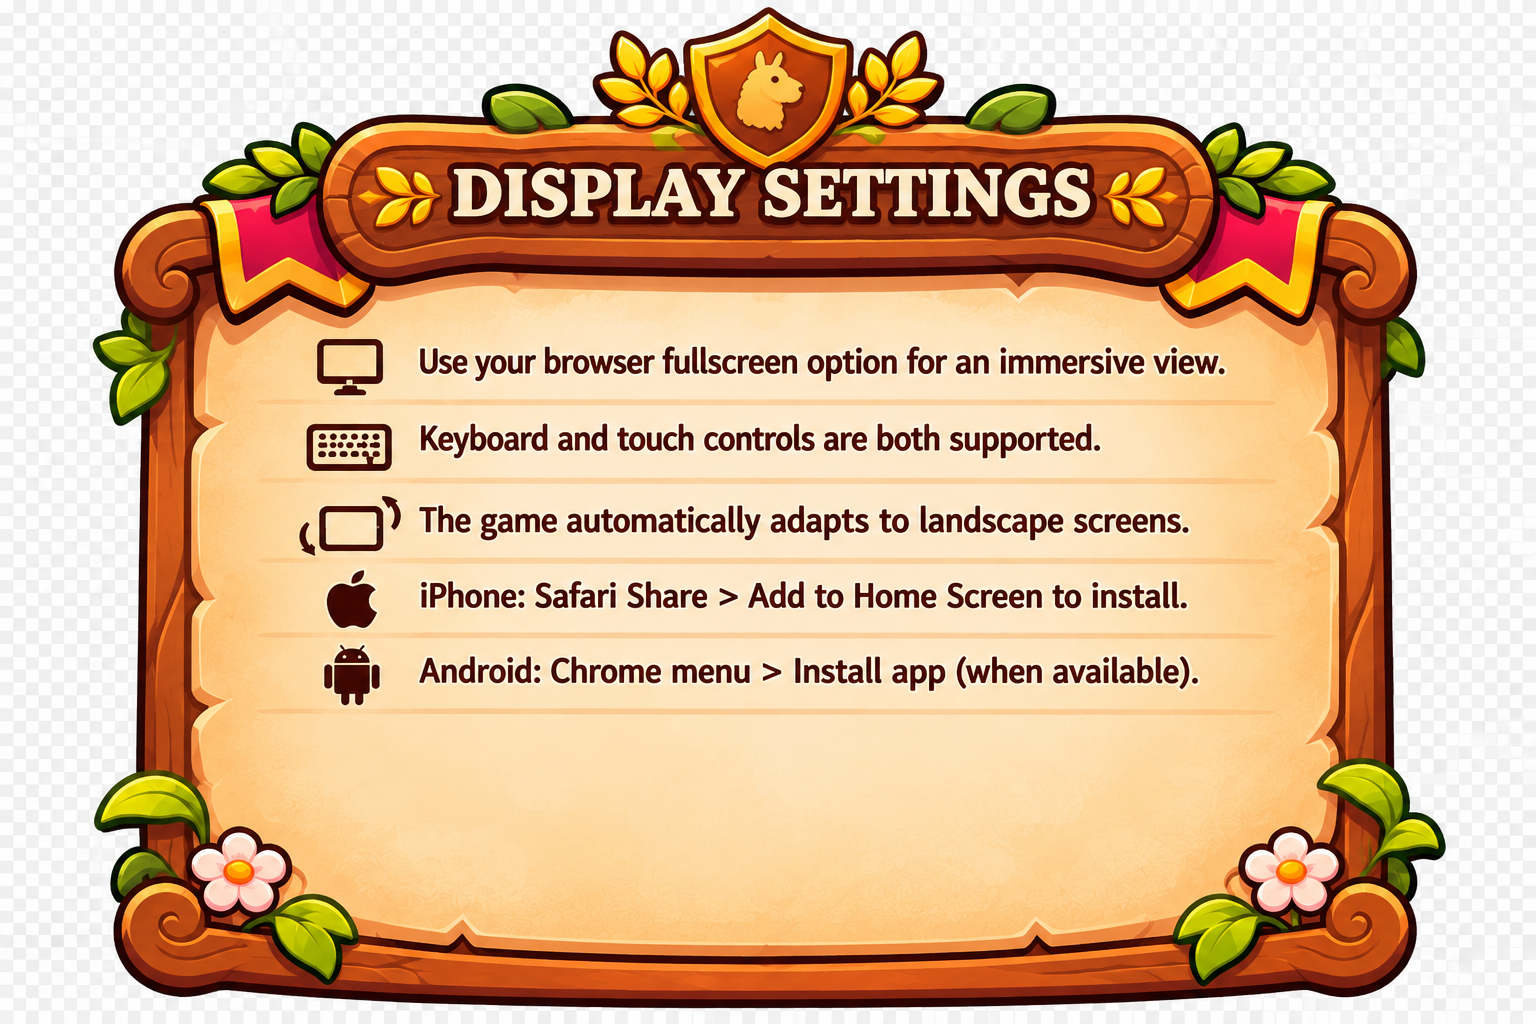 DISPLAY SETTINGS
Use your browser fullscreen option for an immersive view.
Keyboard and touch controls are both supported.
The game automatically adapts to landscape screens.
iPhone: Safari Share > Add to Home Screen to install.
Android: Chrome menu > Install app (when available).